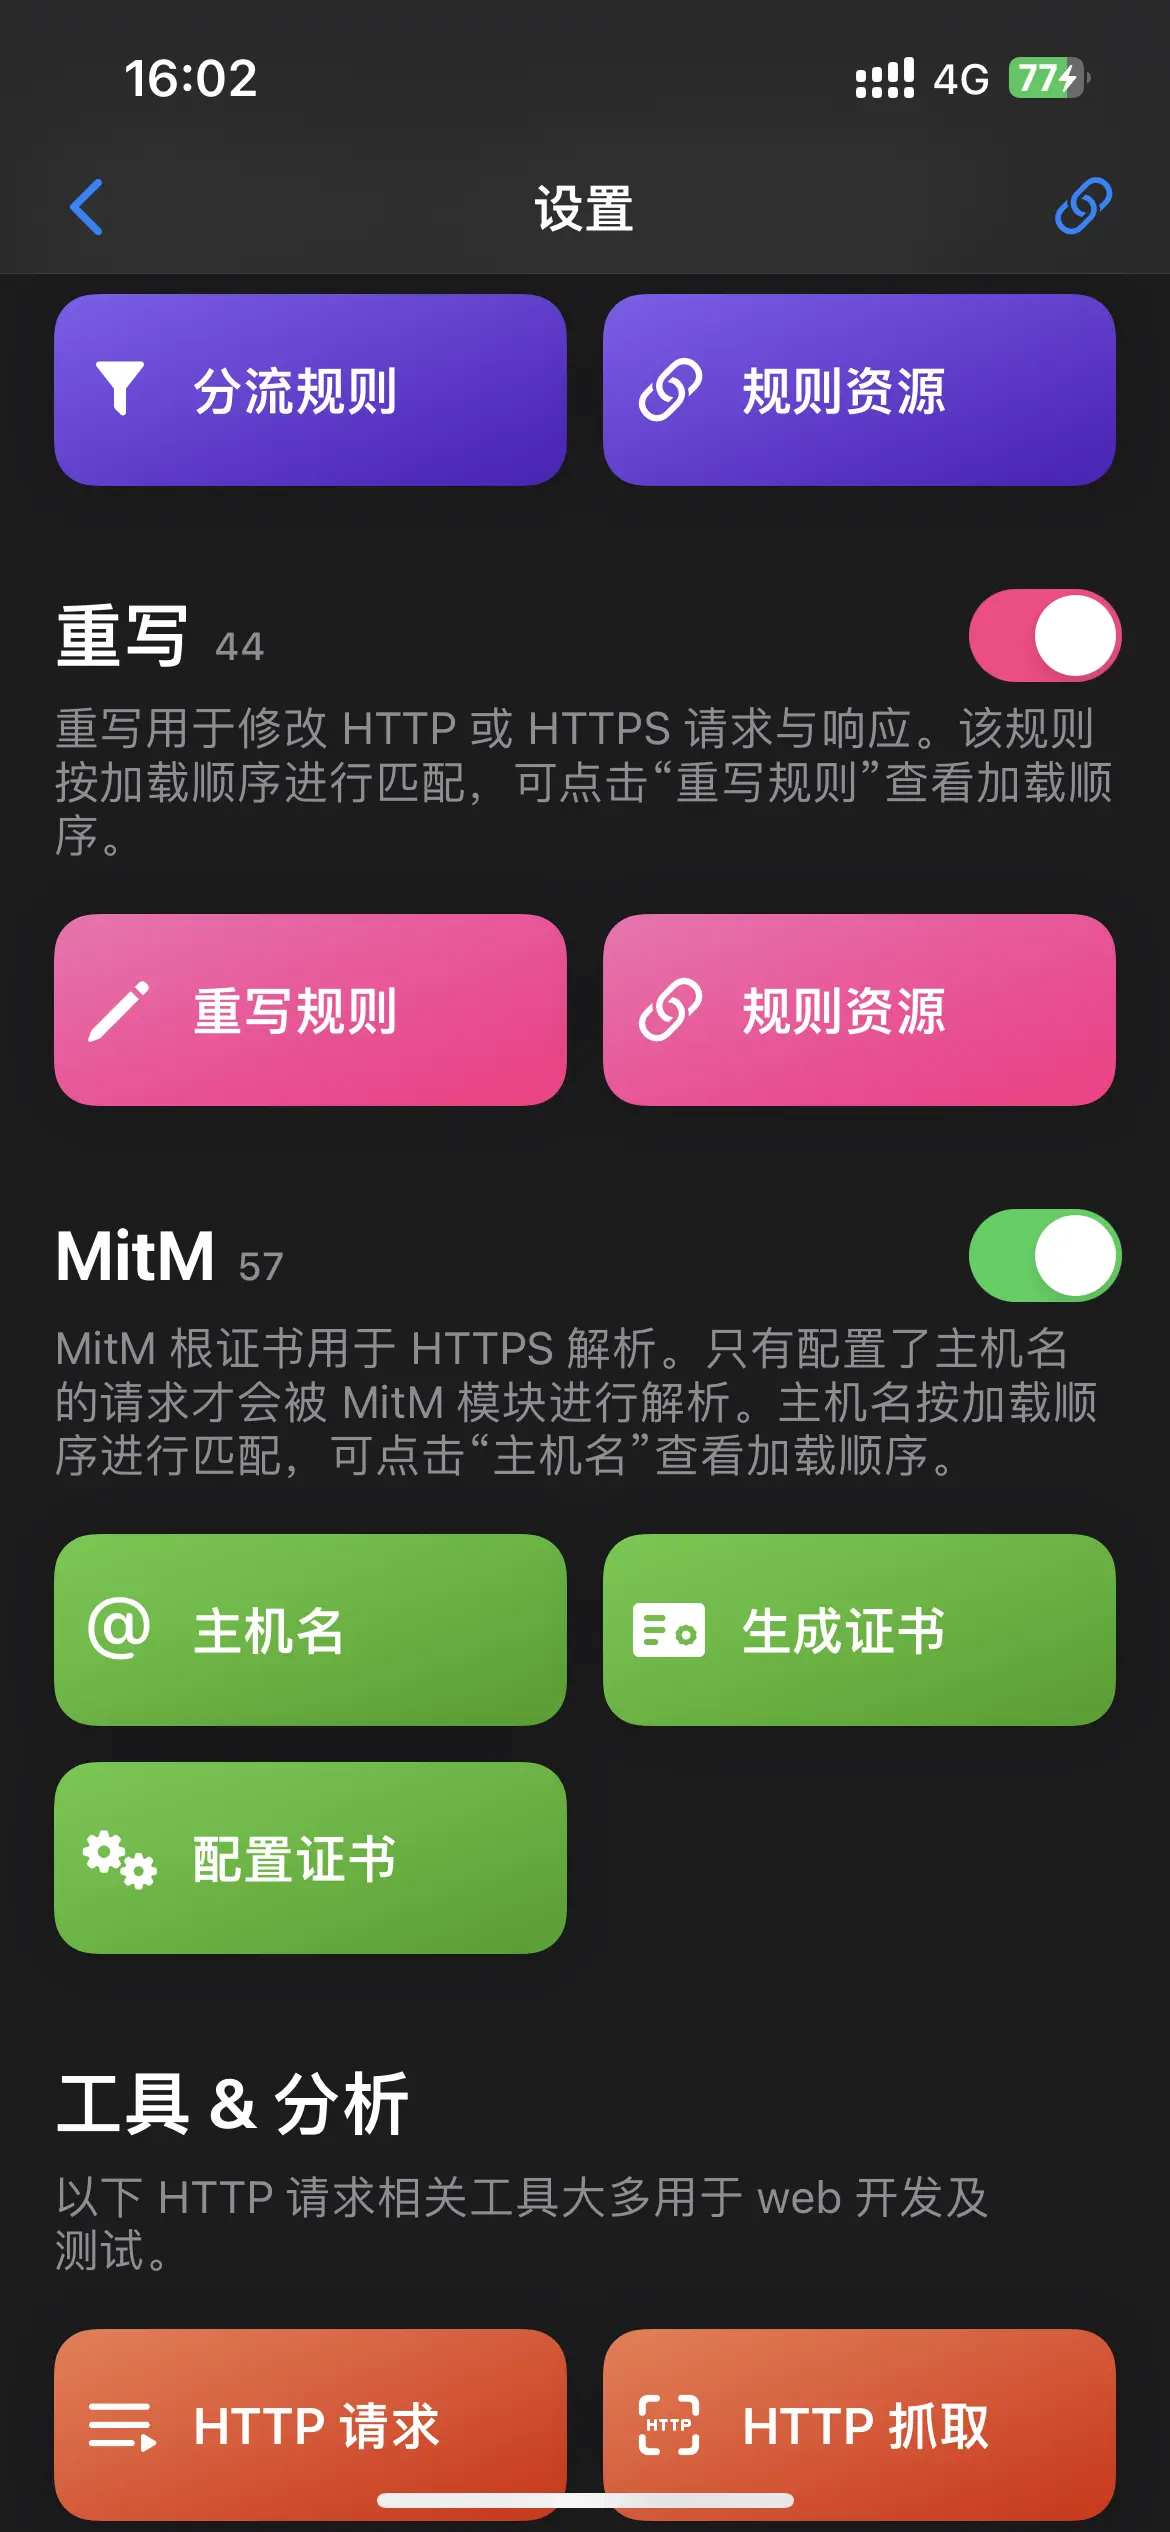 16:02
4G 77
设置
分流规则
规则资源
重写 44
重写用于修改 HTTP 或 HTTPS 请求与响应。该规则
按加载顺序进行匹配，可点击“重写规则”查看加载顺
序。
重写规则
规则资源
MitM 57
MitM 根证书用于 HTTPS 解析。只有配置了主机名
的请求才会被 MitM 模块进行解析。主机名按加载顺
序进行匹配，可点击“主机名”查看加载顺序。
@ 主机名
生成证书
配置证书
工具 & 分析
以下 HTTP 请求相关工具大多用于 web 开发及
测试。
HTTP 请求
HTTP HTTP 抓取